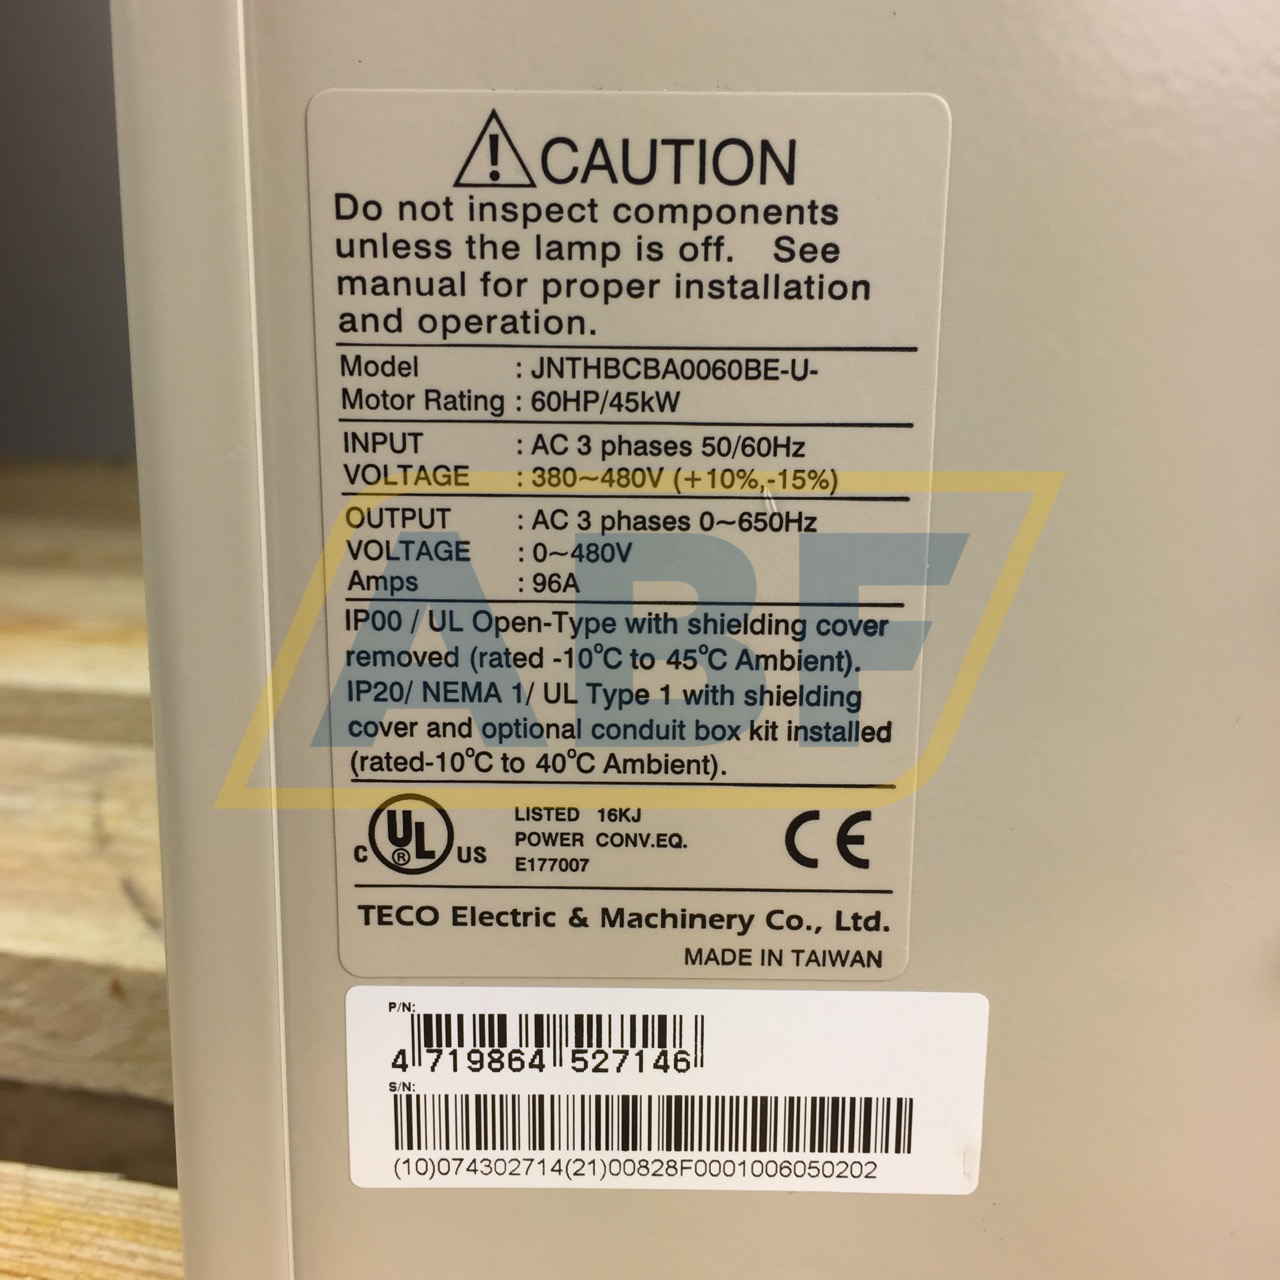 CAUTION
Do not inspect components
unless the lamp is off. See
manual for proper installation
and operation.
Model : JNTHBCBA0060BE-U-
Motor Rating : 60HP/45kW
INPUT : AC 3 phases 50/60Hz
VOLTAGE : 380~480V (+10%,-15%)
OUTPUT : AC 3 phases 0~650Hz
VOLTAGE : 0~480V
Amps : 96A
IP00 / UL Open-Type with shielding cover
removed (rated -10°C to 45°C Ambient).
IP20/ NEMA 1/ UL Type 1 with shielding
cover and optional conduit box kit installed
(rated-10°C to 40°C Ambient).
ABF
C UL ® US
LISTED 16KJ
POWER CONV.EQ.
E177007
CE
TECO Electric & Machinery Co., Ltd.
MADE IN TAIWAN
P/N:
4 719864 527146
S/N:
(10)074302714(21)00828F0001006050202